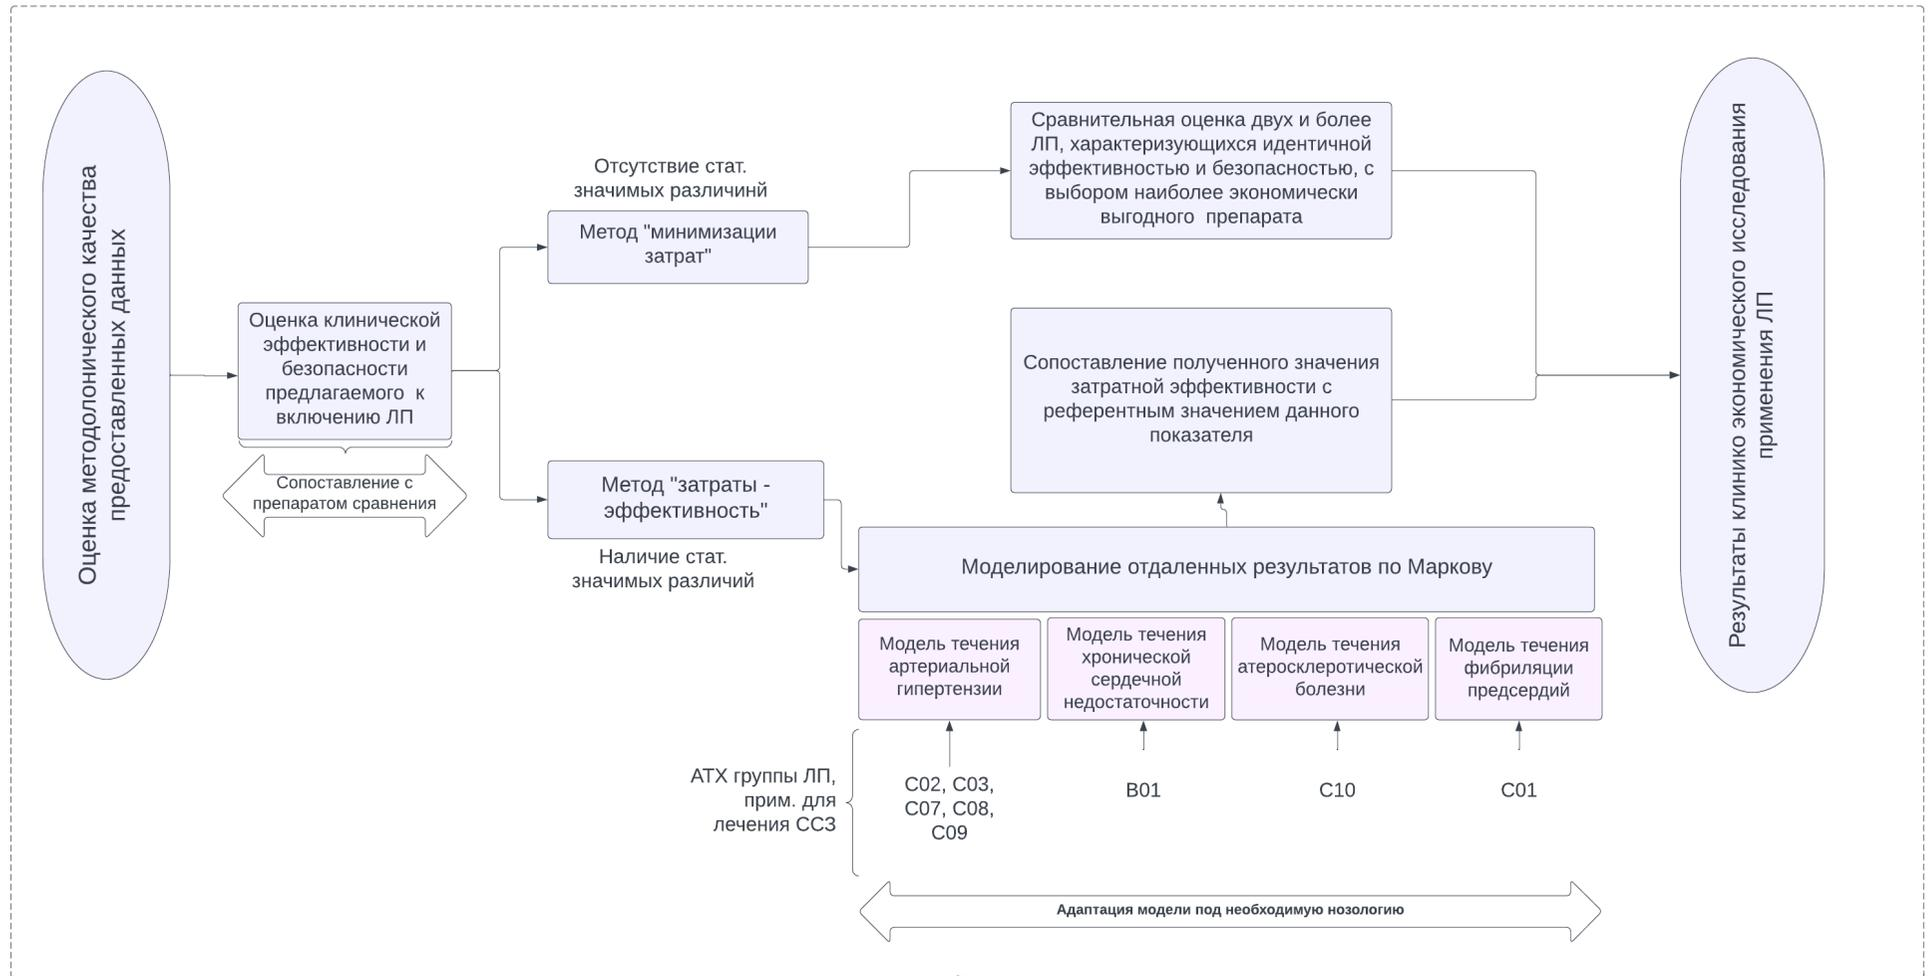 Оценка методолонического качества
предоставленных данных
Оценка клинической
эффективности и
безопасности
предлагаемого к
включению ЛП
Сопоставление с
препаратом сравнения
Отсутствие стат.
значимых различинй
Метод "минимизации
затрат"
Метод "затраты -
эффективность"
Наличие стат.
значимых различий
Сравнительная оценка двух и более
ЛП, характеризующихся идентичной
эффективностью и безопасностью, с
выбором наиболее экономически
выгодного препарата
Сопоставление полученного значения
затратной эффективности с
референтным значением данного
показателя
Моделирование отдаленных результатов по Маркову
Модель течения
артериальной
гипертензии
Модель течения
хронической
сердечной
недостаточности
Модель течения
атеросклеротической
болезни
Модель течения
фибриляции
предсердий
АТХ группы ЛП,
прим. для
лечения ССЗ
C02, C03,
C07, C08,
C09
B01
C10
C01
Адаптация модели под необходимую нозологию
Результаты клинико экономического исследования
применения ЛП